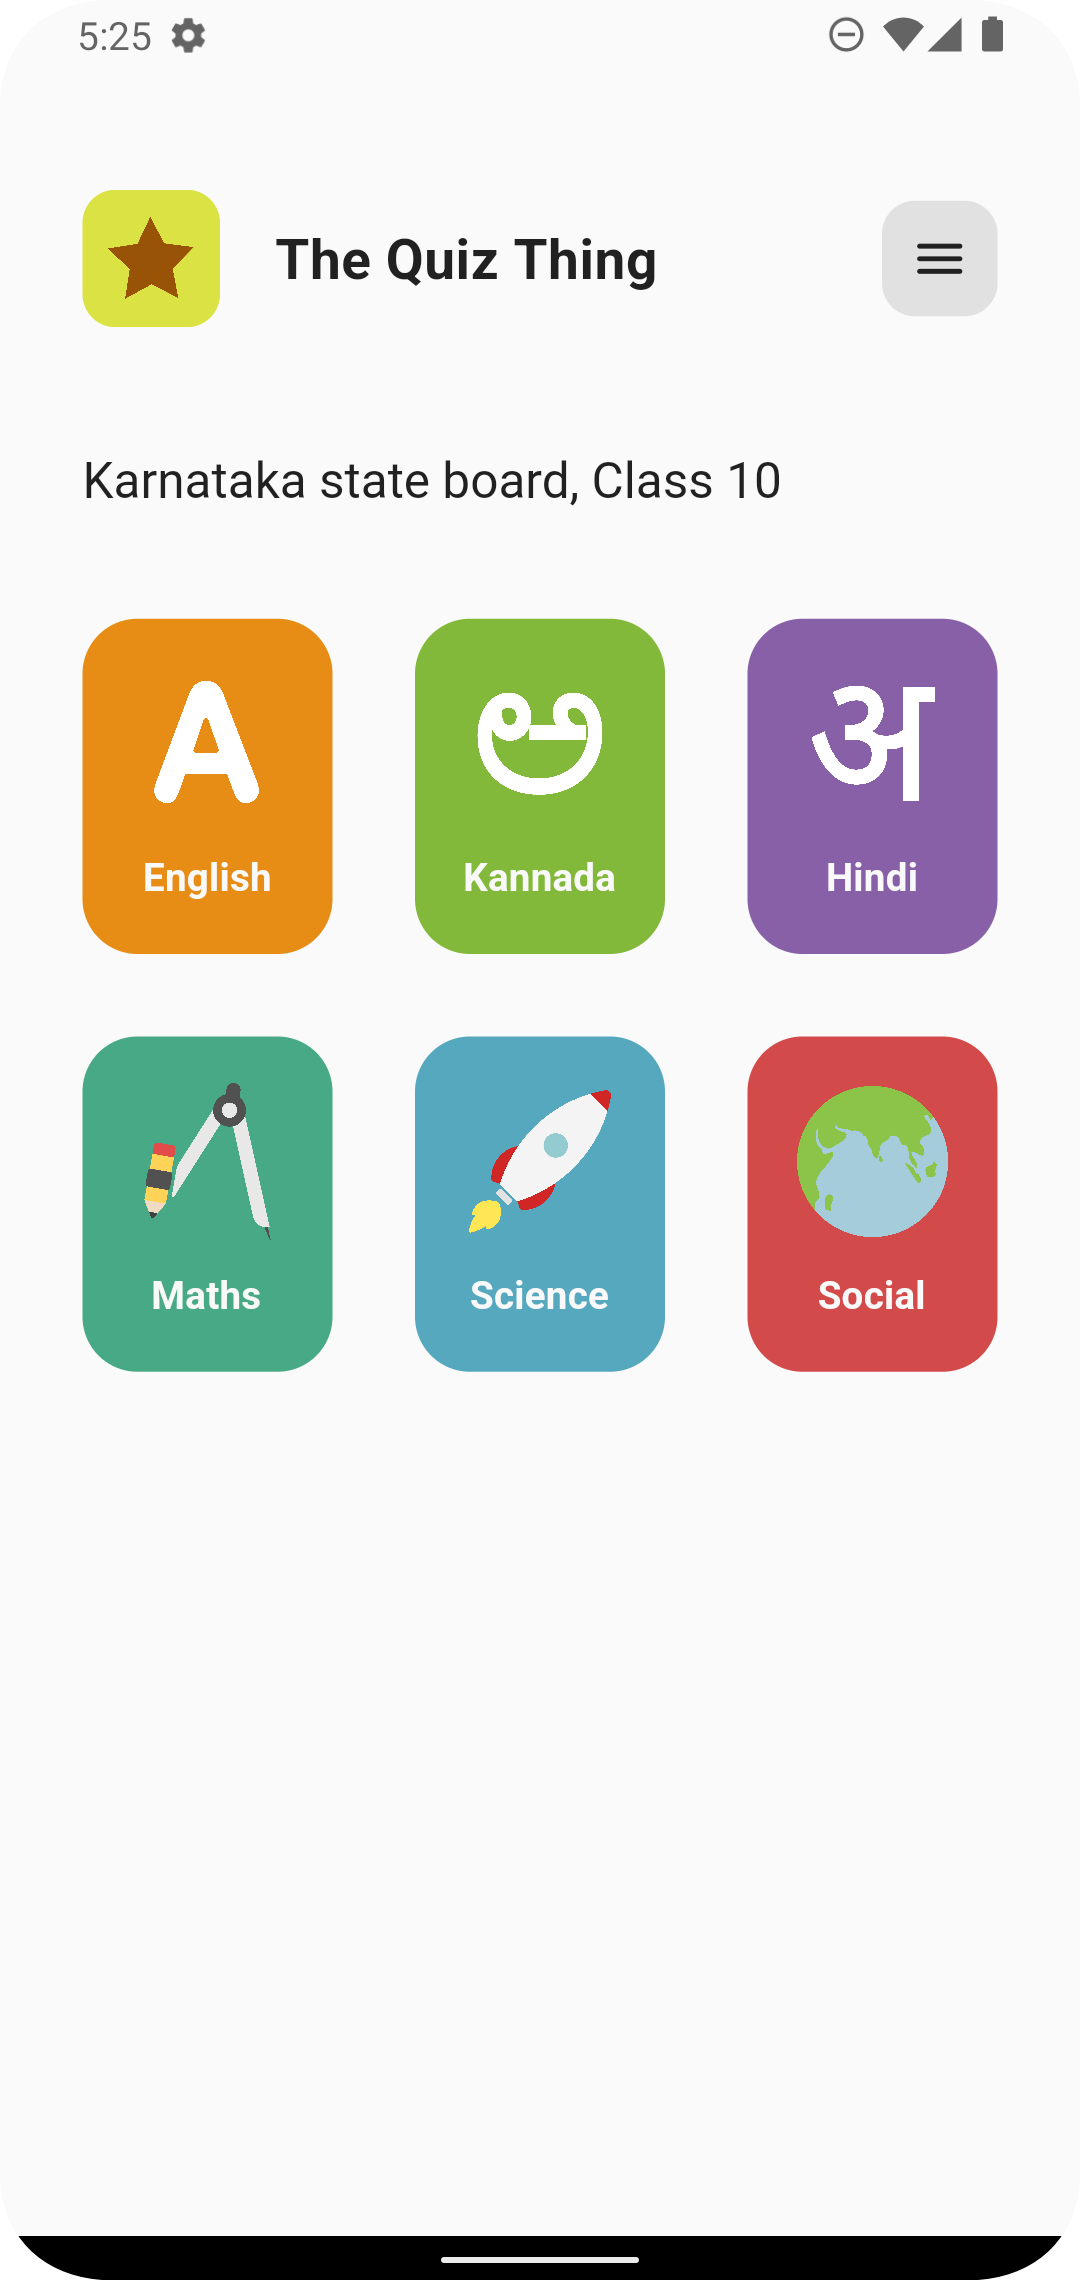 5:25
The Quiz Thing
Karnataka state board, Class 10
A
ಅ
अ
English
Kannada
Hindi
Maths
Science
Social